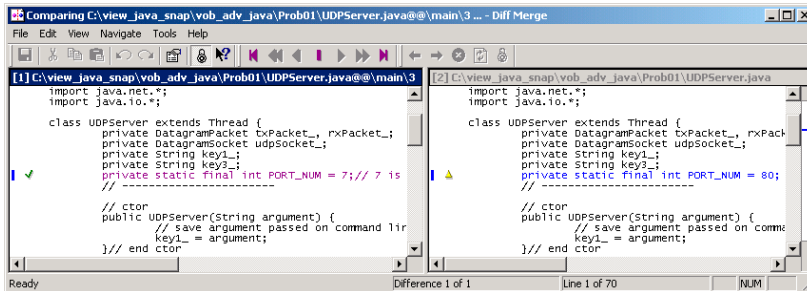 Comparing C:\view_java_snap\vob_adv_java\Prob01\UDPServer.java@@\main\3 ... - Diff Merge
File Edit View Navigate Tools Help
[1] C:\view_java_snap\vob_adv_java\Prob01\UDPServer.java@@\main\3
import java.net.*;
import java.io.*;
class UDPServer extends Thread {
private DatagramPacket txPacket_, rxPacket_;
private DatagramSocket udpSocket_;
private String key1_;
private String key3_;
private static final int PORT_NUM = 7;// 7 is
// ------------------------
// ctor
public UDPServer(String argument) {
// save argument passed on command lir
key1_ = argument;
}// end ctor
[2] C:\view_java_snap\vob_adv_java\Prob01\UDPServer.java
import java.net.*;
import java.io.*;
class UDPServer extends Thread {
private DatagramPacket txPacket_, rxPack
private DatagramSocket udpSocket_;
private String key1_;
private String key3_;
private static final int PORT_NUM = 80;
// ------------------------
// ctor
public UDPServer(String argument) {
// save argument passed on comma
key1_ = argument;
}// end ctor
Ready Difference 1 of 1 Line 1 of 70 NUM